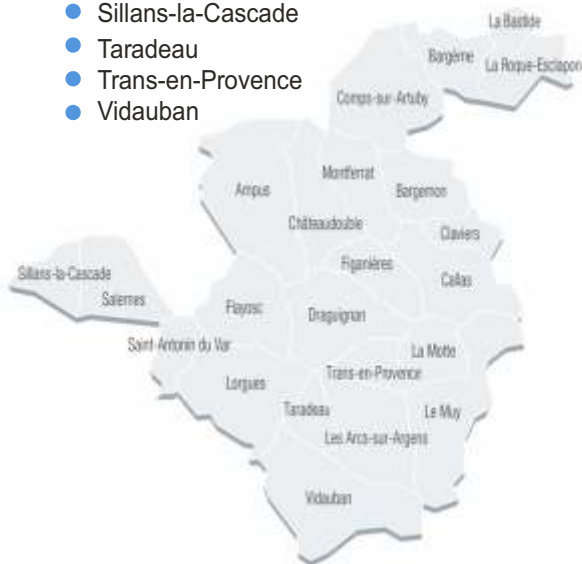 Sillans-la-Cascade
Taradeau
Trans-en-Provence
Vidauban
La Bastide
Bargème
La Roque-Esclapon
Comps-sur-Artuby
Montferrat
Ampus
Bargemon
Châteaudouble
Claviers
Figanières
Sillans-la-Cascade
Callas
Salernes
Flayosc
Draguignan
Saint-Antonin du Var
La Motte
Trans-en-Provence
Lorgues
Taradeau
Le Muy
Les Arcs-sur-Argens
Vidauban